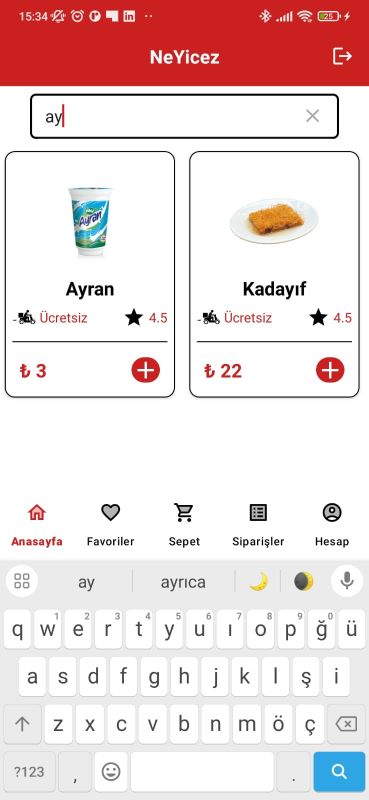 15:34
25
NeYicez
ay
Ayran
Ayran Kadayıf
Ücretsiz 4.5 Ücretsiz 4.5
₺ 3 ₺ 22
Anasayfa Favoriler Sepet Siparişler Hesap
ay ayrıca
q w e r t y u ı o p ğ ü
1 2 3 4 5 6 7 8 9 0
a s d f g h j k l ş i
z x c v b n m ö ç
?123 , .